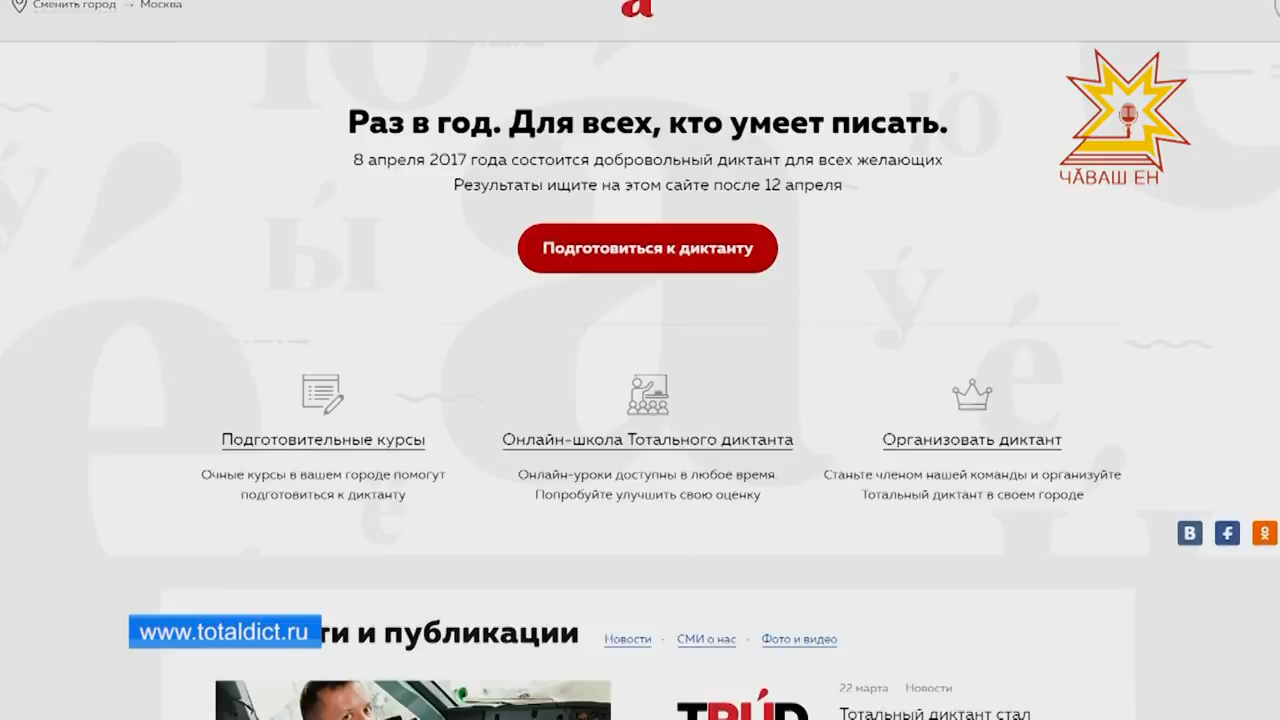 Сменить город → Москва
а́
ЧӐВАШ ЕН
Раз в год. Для всех, кто умеет писать.
8 апреля 2017 года состоится добровольный диктант для всех желающих
Результаты ищите на этом сайте после 12 апреля
Подготовиться к диктанту
Подготовительные курсы
Очные курсы в вашем городе помогут
подготовиться к диктанту
Онлайн-школа Тотального диктанта
Онлайн-уроки доступны в любое время
Попробуйте улучшить свою оценку
Организовать диктант
Станьте членом нашей команды и организуйте
Тотальный диктант в своем городе
www.totaldict.ru
ти и публикации
Новости · СМИ о нас · Фото и видео
22 марта Новости
TRÚD
Тотальный диктант стал